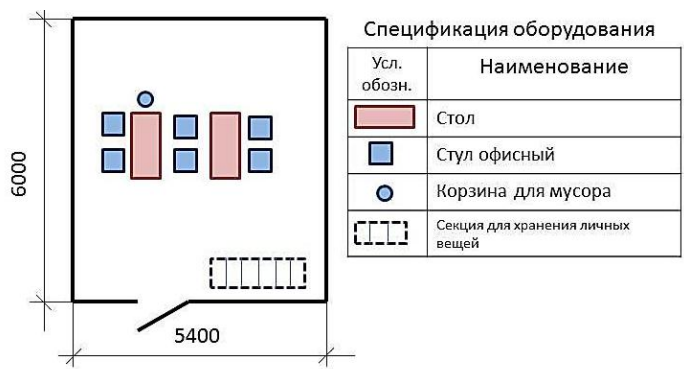 Спецификация оборудования
Усл.
обозн.
Наименование
Стол
Стул офисный
Корзина для мусора
Секция для хранения личных
вещей
6000
5400